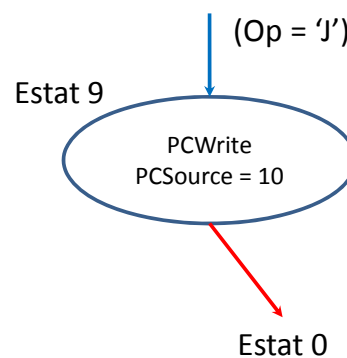 (Op = ‘J’)
Estat 9
PCWrite
PCSource = 10
Estat 0